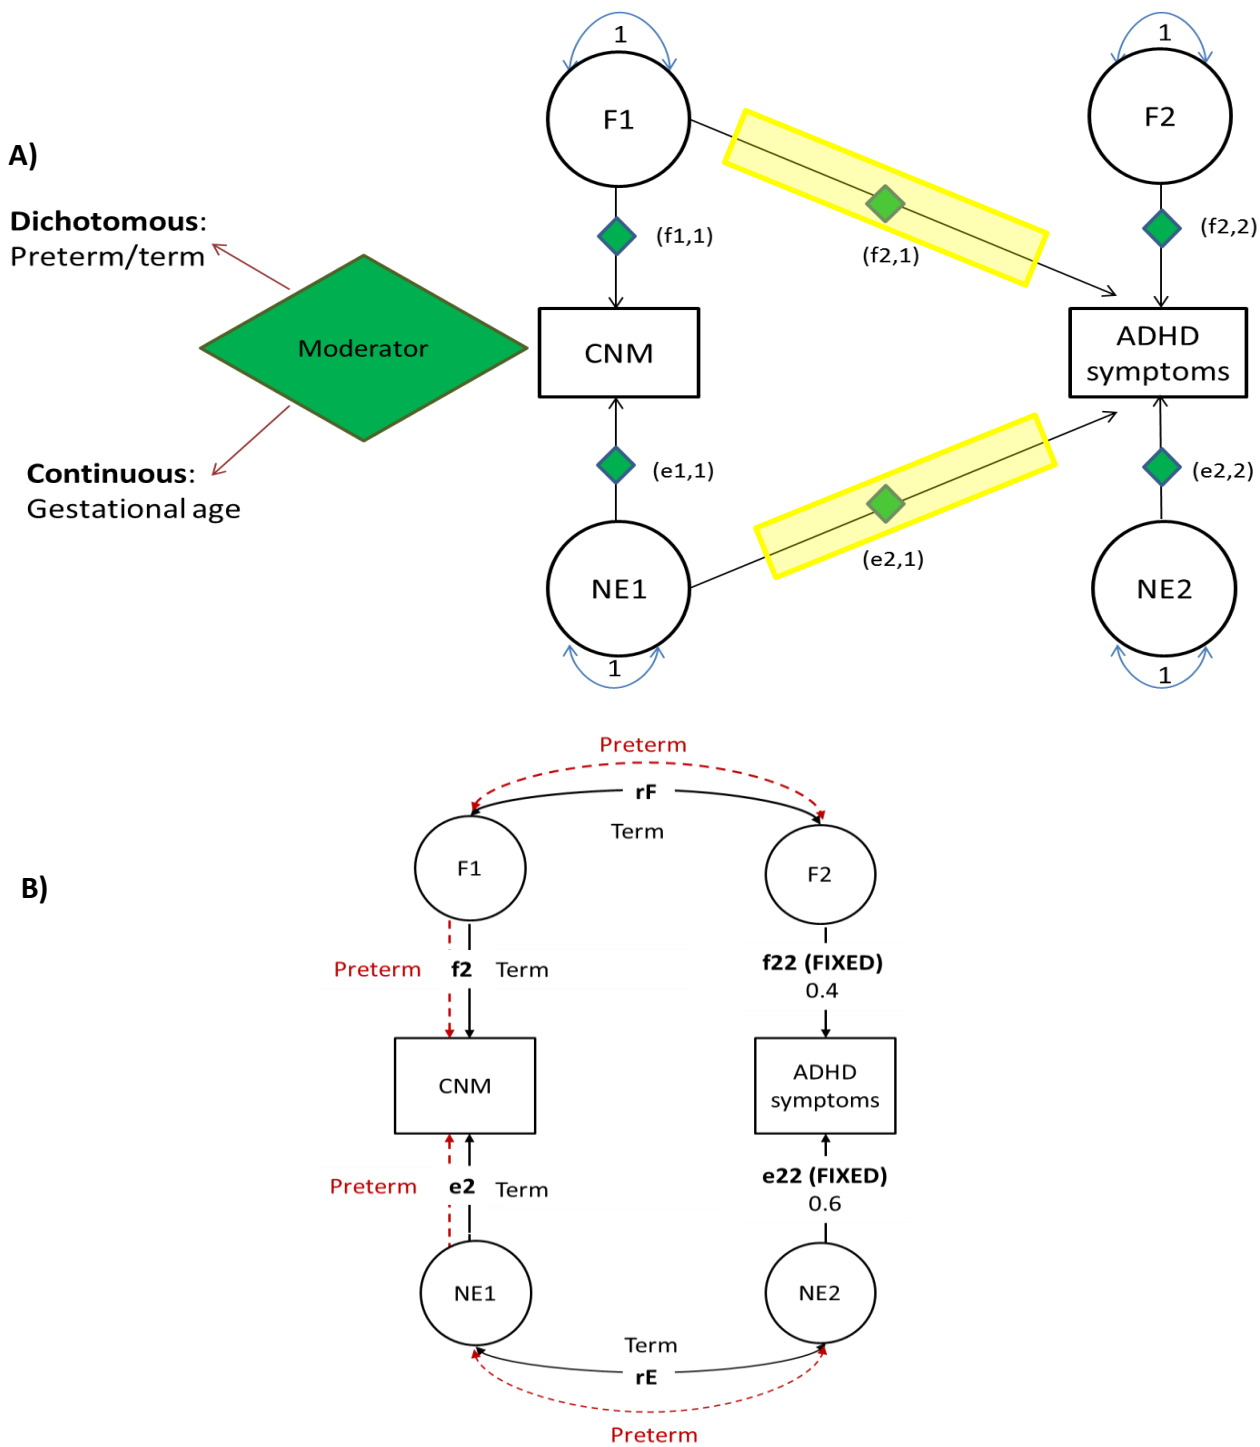 A)
1
1
F1
F2
Dichotomous:
Preterm/term
(f1,1)
(f2,1)
(f2,2)
Moderator
CNM
ADHD
symptoms
Continuous:
Gestational age
(e1,1)
(e2,1)
(e2,2)
NE1
NE2
1
1
B)
Preterm
rF
Term
F1
F2
Preterm
f2
Term
f22 (FIXED)
0.4
CNM
ADHD
symptoms
Preterm
e2
Term
e22 (FIXED)
0.6
NE1
NE2
Term
rE
Preterm